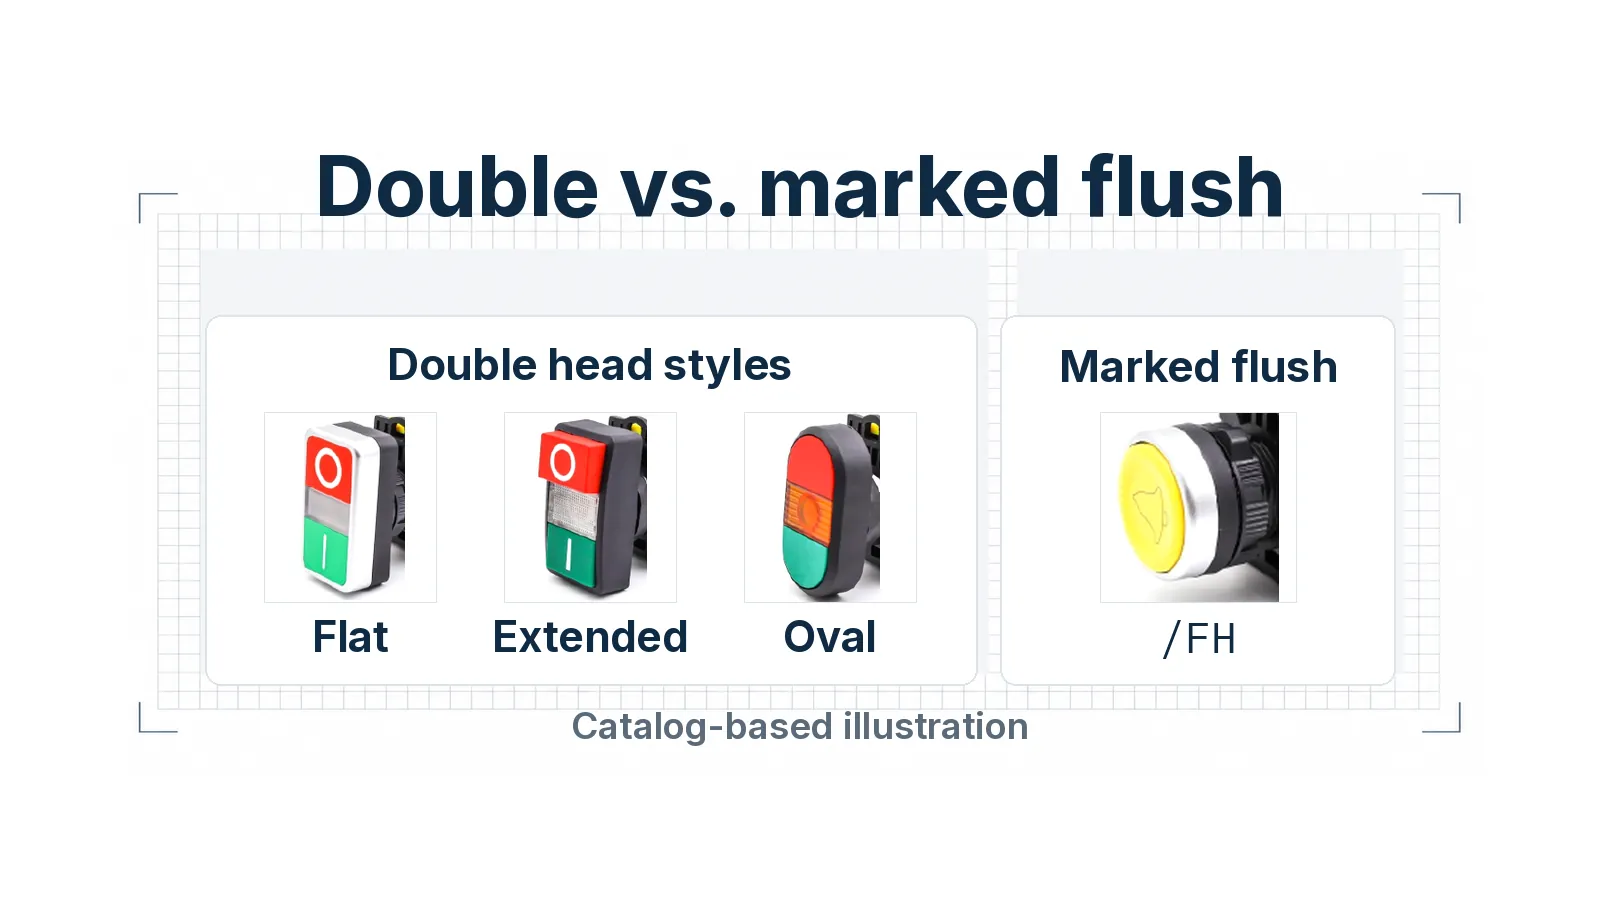 Double vs. marked flush
Double head styles
Flat
Extended
Oval
Marked flush
/FH
Catalog-based illustration